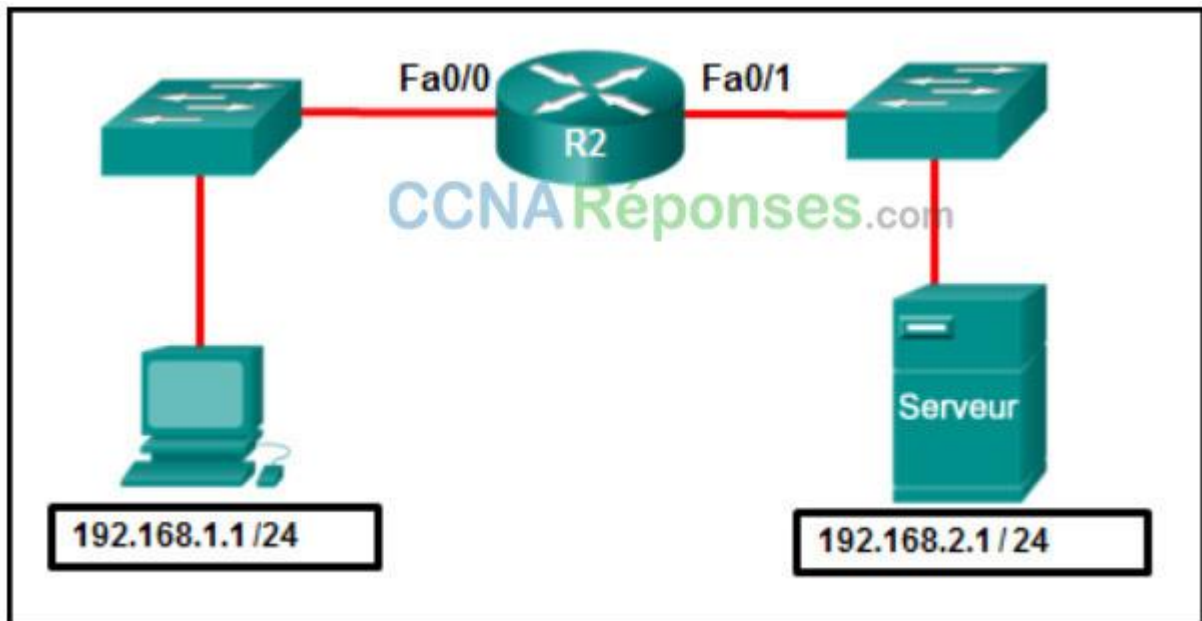 Fa0/0
Fa0/1
R2
CCNARéponses.com
Serveur
192.168.1.1 /24
192.168.2.1 / 24